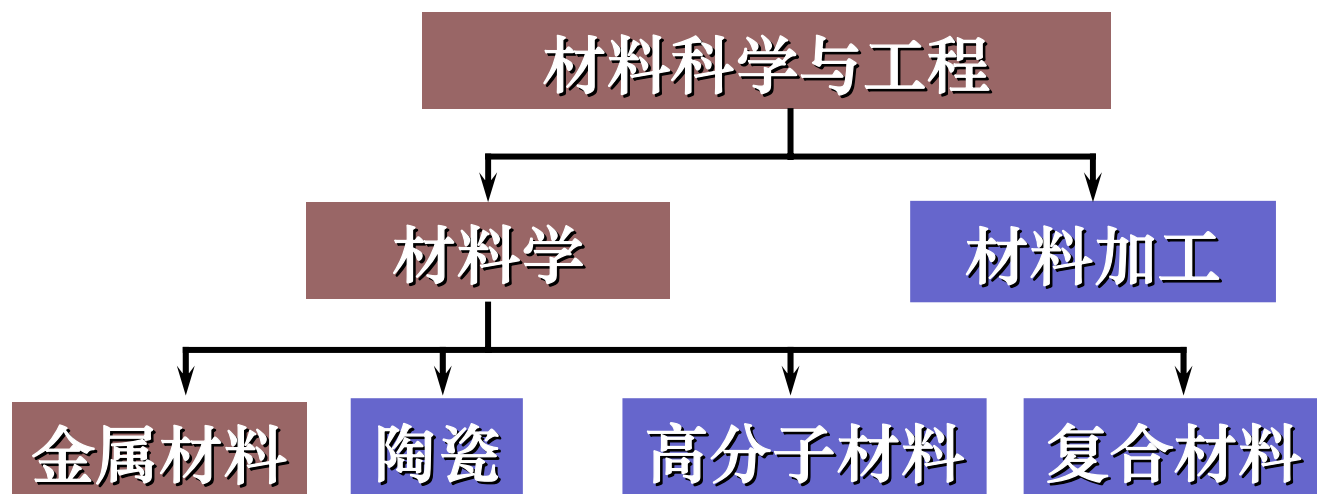 材料科学与工程
材料学
材料加工
金属材料
陶瓷
高分子材料
复合材料